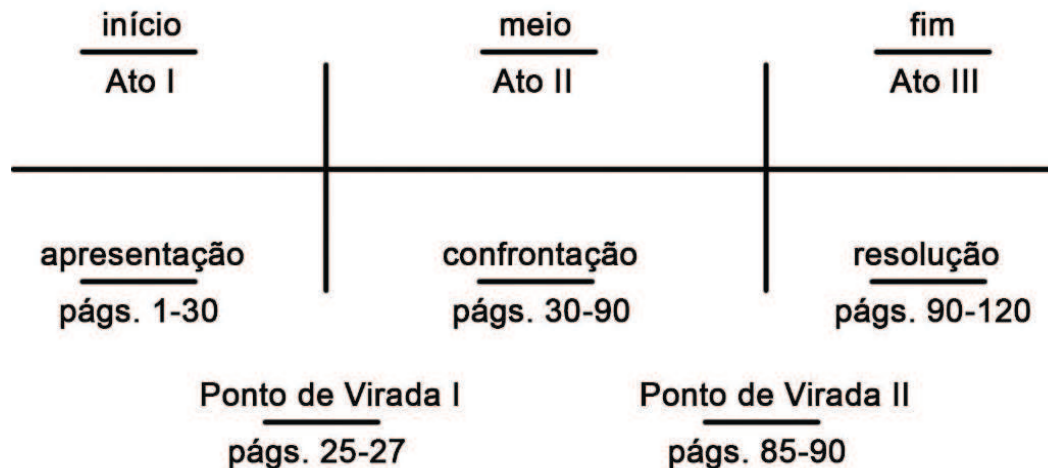 início
Ato I
meio
Ato II
fim
Ato III
apresentação
págs. 1-30
confrontação
págs. 30-90
resolução
págs. 90-120
Ponto de Virada I
págs. 25-27
Ponto de Virada II
págs. 85-90